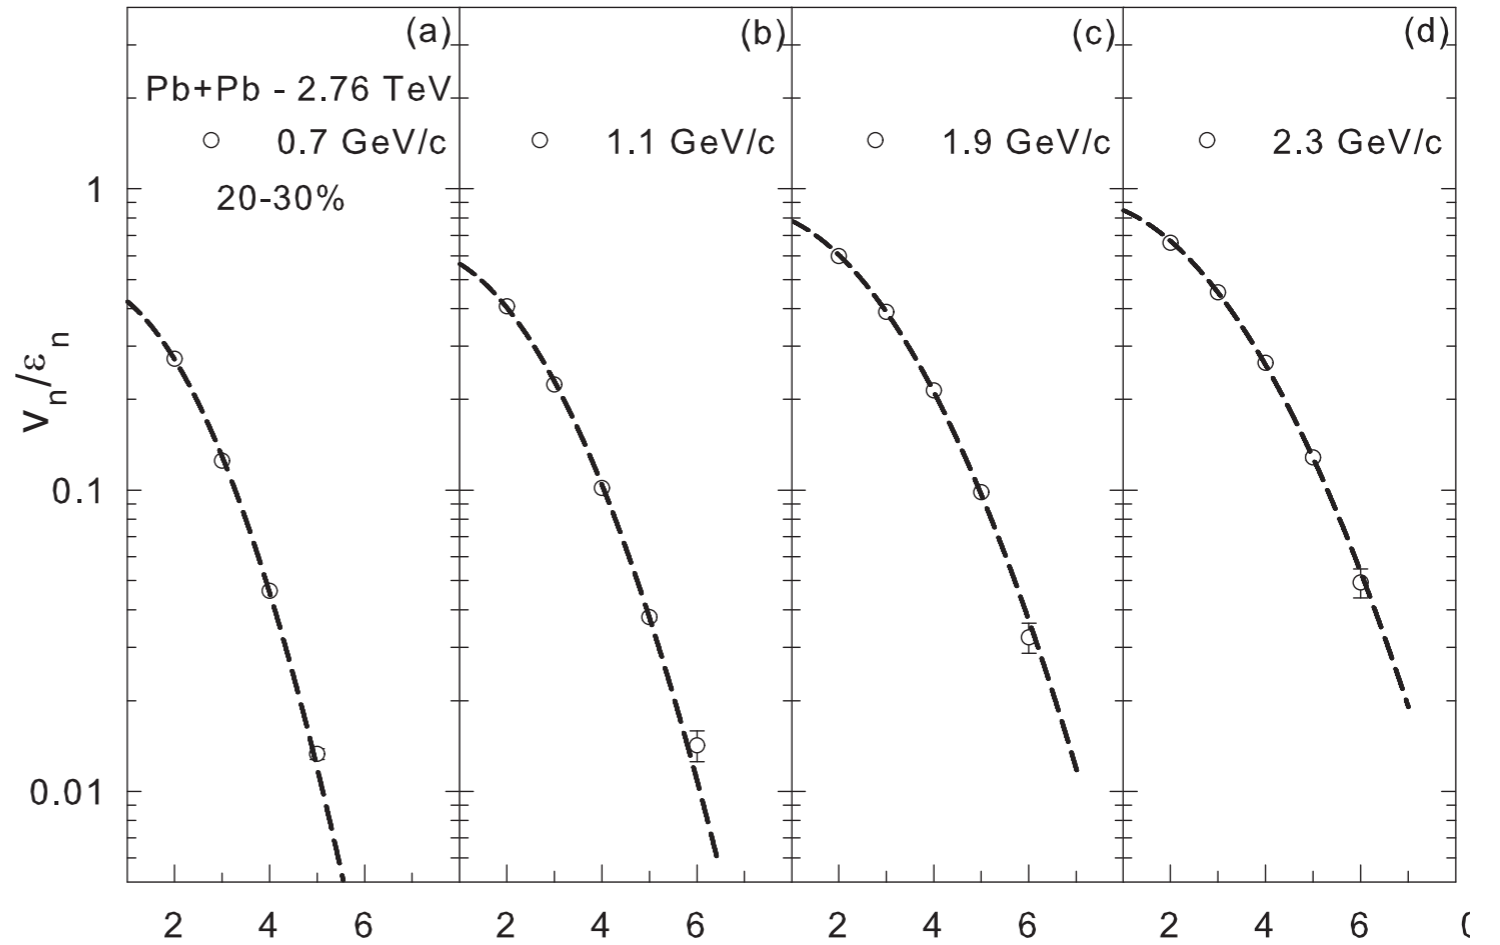 (a) (b) (c) (d)
Pb+Pb - 2.76 TeV
0.7 GeV/c 1.1 GeV/c 1.9 GeV/c 2.3 GeV/c
20-30%
1
0.1
0.01
vn/εn
2 4 6 2 4 6 2 4 6 2 4 6